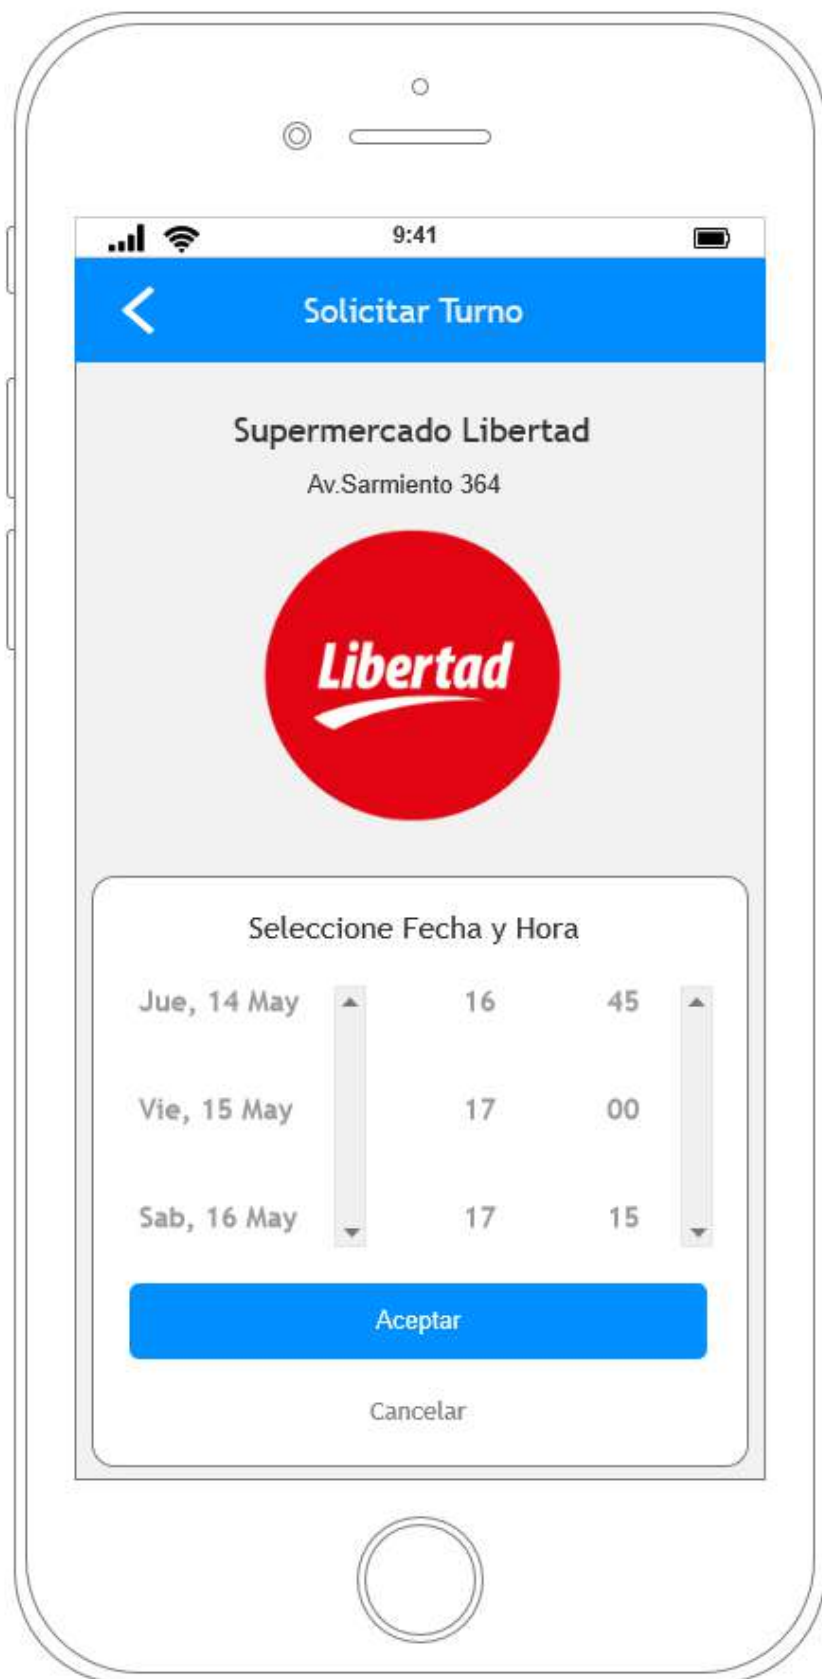 9:41
Solicitar Turno
Supermercado Libertad
Av.Sarmiento 364
Libertad
Seleccione Fecha y Hora
Jue, 14 May 16 45
Vie, 15 May 17 00
Sab, 16 May 17 15
Aceptar
Cancelar